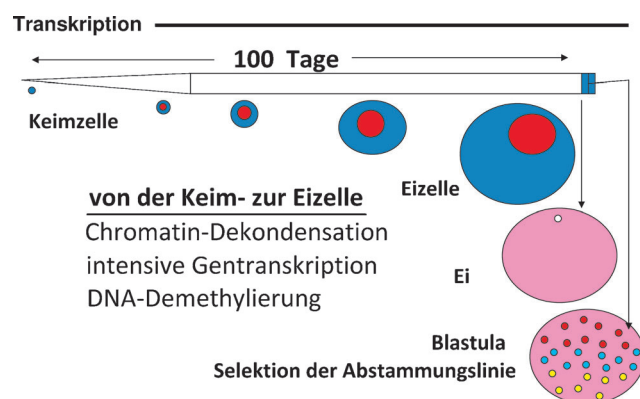 Transkription
100 Tage
Keimzelle
Eizelle
von der Keim- zur Eizelle
Chromatin-Dekondensation
intensive Gentranskription
DNA-Demethylierung
Ei
Blastula
Selektion der Abstammungslinie